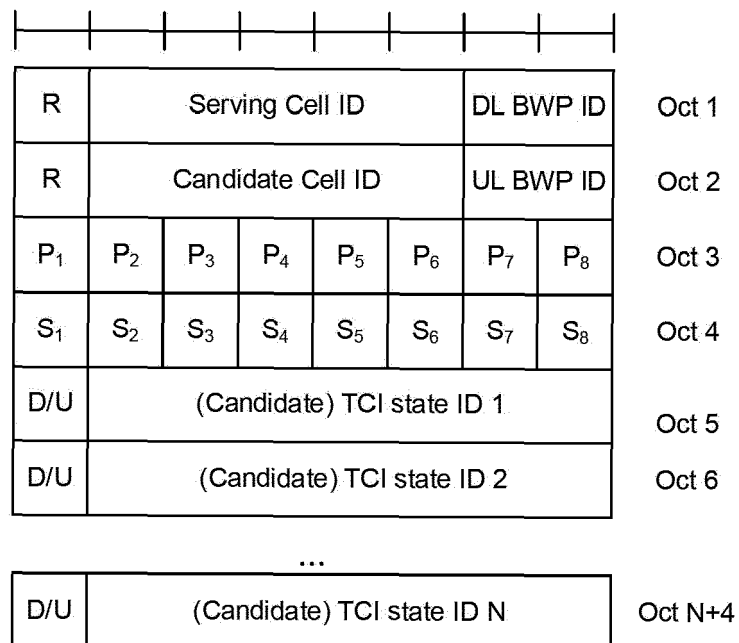 R Serving Cell ID DL BWP ID Oct 1
R Candidate Cell ID UL BWP ID Oct 2
P₁ P₂ P₃ P₄ P₅ P₆ P₇ P₈ Oct 3
S₁ S₂ S₃ S₄ S₅ S₆ S₇ S₈ Oct 4
D/U (Candidate) TCI state ID 1 Oct 5
D/U (Candidate) TCI state ID 2 Oct 6
...
D/U (Candidate) TCI state ID N Oct N+4